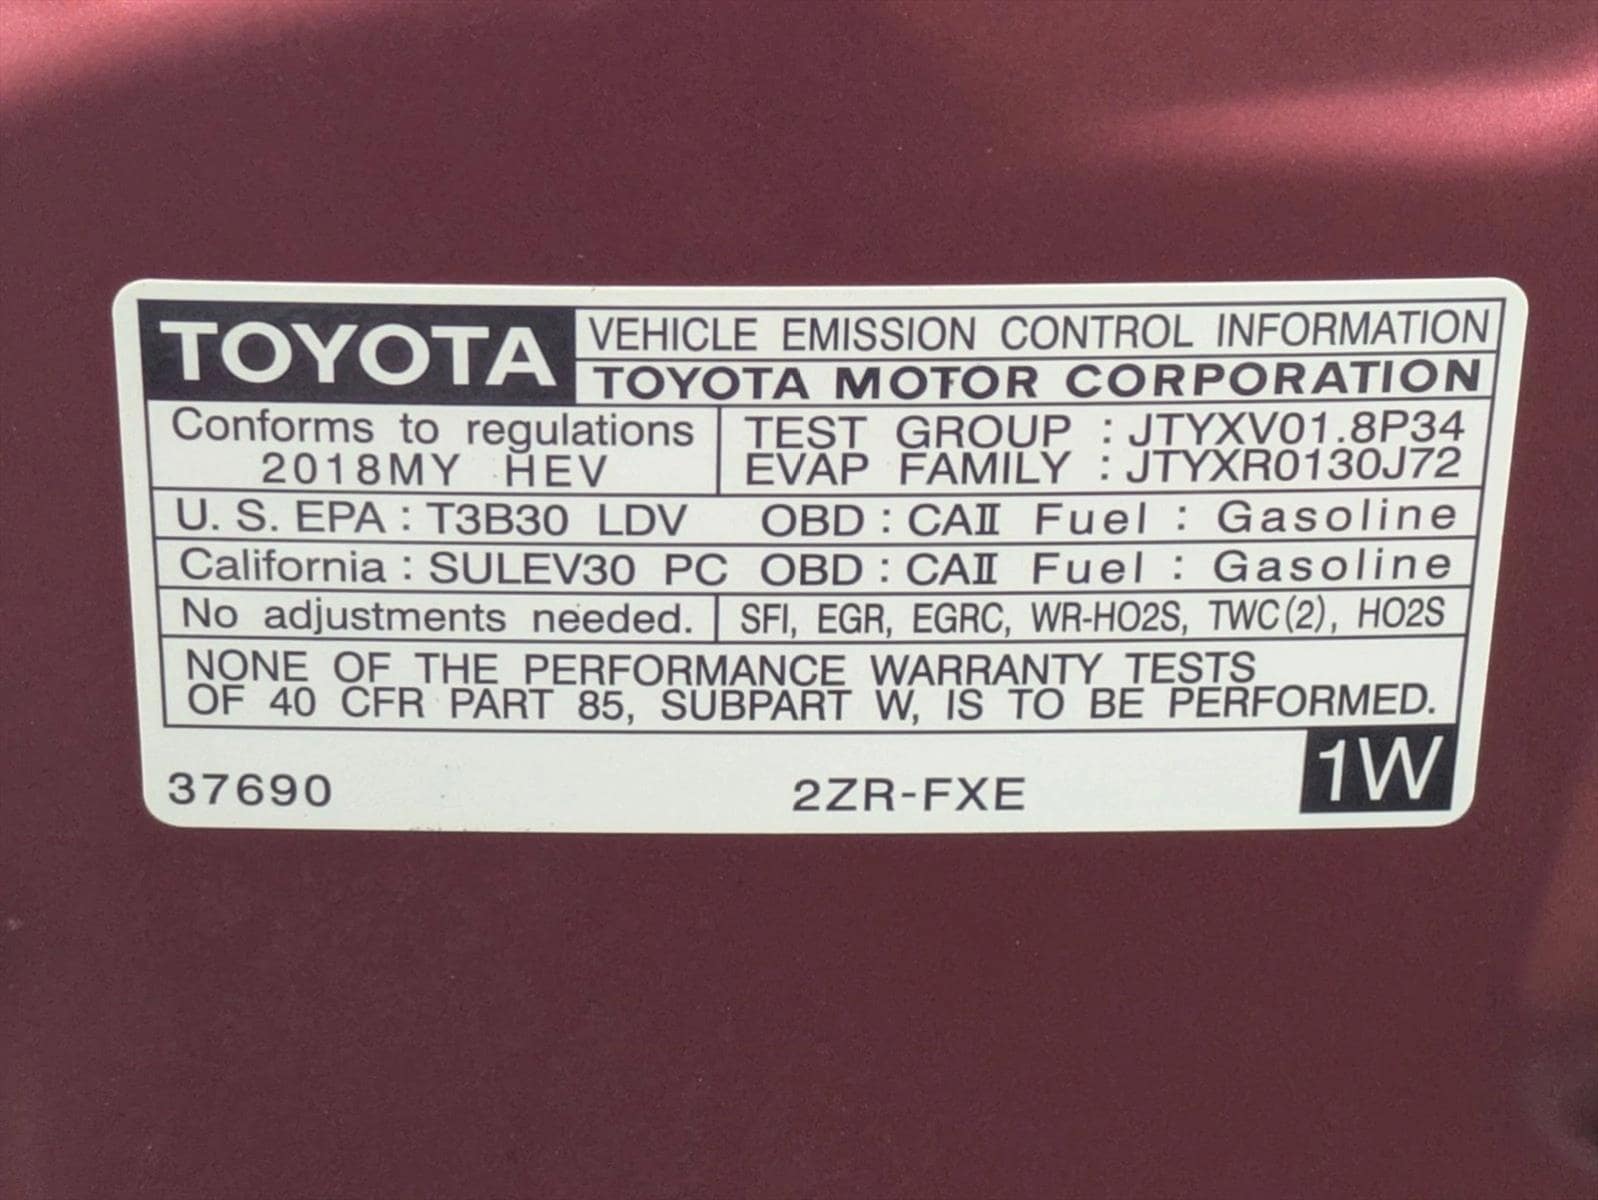 TOYOTA VEHICLE EMISSION CONTROL INFORMATION
TOYOTA MOTOR CORPORATION
Conforms to regulations
2018MY HEV
TEST GROUP : JTYXV01.8P34
EVAP FAMILY : JTYXR0130J72
U. S. EPA : T3B30 LDV OBD : CAII Fuel : Gasoline
California : SULEV30 PC OBD : CAII Fuel : Gasoline
No adjustments needed. SFI, EGR, EGRC, WR-HO2S, TWC(2), HO2S
NONE OF THE PERFORMANCE WARRANTY TESTS
OF 40 CFR PART 85, SUBPART W, IS TO BE PERFORMED.
37690 2ZR-FXE 1W